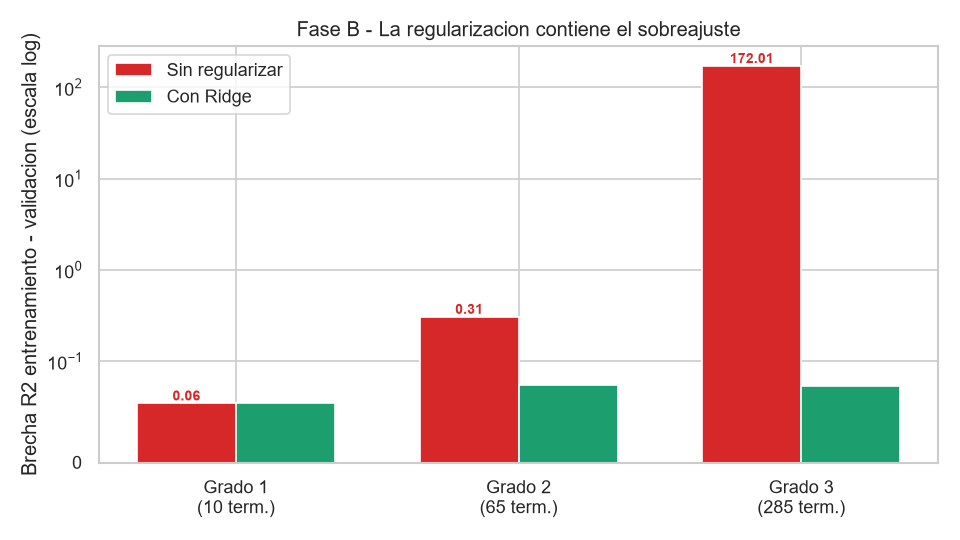 Fase B - La regularizacion contiene el sobreajuste
Brecha R2 entrenamiento - validacion (escala log)
Sin regularizar
Con Ridge
10²
10¹
10⁰
10⁻¹
0
0.06
0.31
172.01
Grado 1
(10 term.)
Grado 2
(65 term.)
Grado 3
(285 term.)